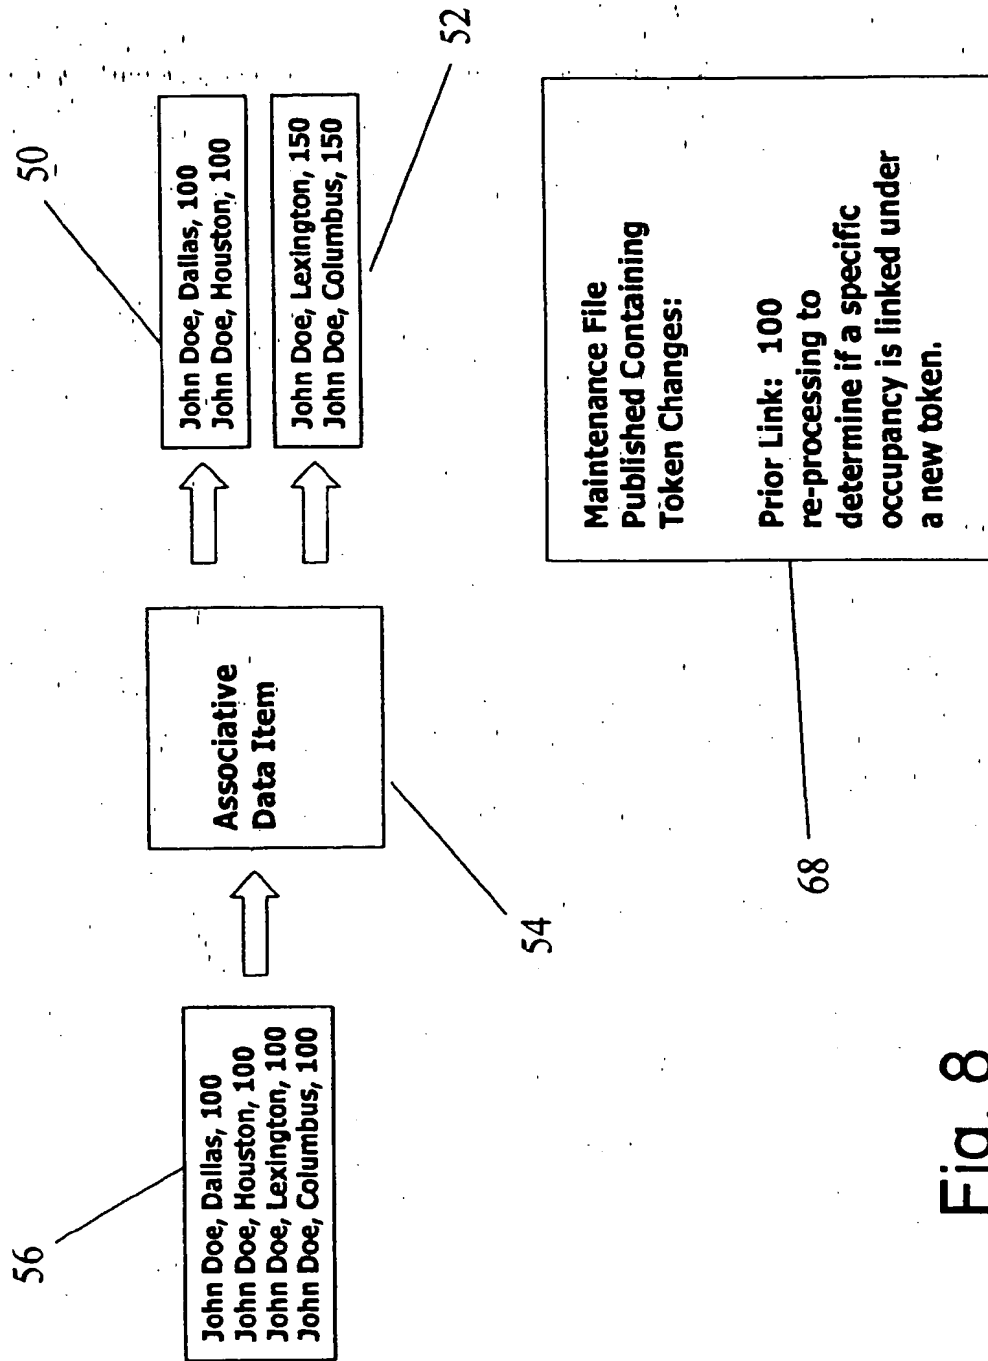 56
John Doe, Dallas, 100
John Doe, Houston, 100
John Doe, Lexington, 100
John Doe, Columbus, 100
Associative
Data Item
54
50
John Doe, Dallas, 100
John Doe, Houston, 100
John Doe, Lexington, 150
John Doe, Columbus, 150
52
Maintenance File
Published Containing
Token Changes:
Prior Link: 100
re-processing to
determine if a specific
occupancy is linked under
a new token.
68
Fig. 8